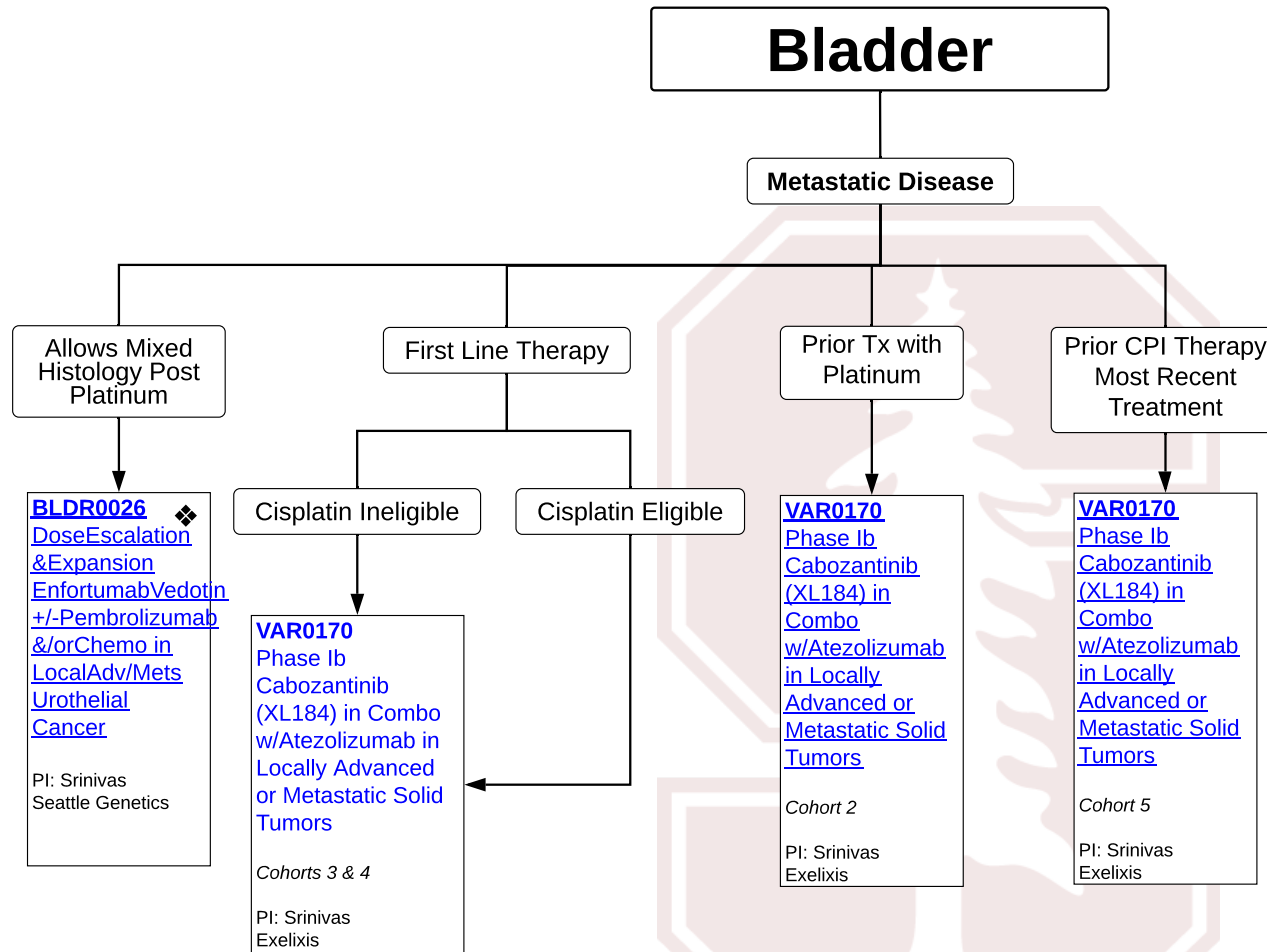 Bladder
Metastatic Disease
Allows Mixed
Histology Post
Platinum
First Line Therapy
Prior Tx with
Platinum
Prior CPI Therapy
Most Recent
Treatment
Cisplatin Ineligible
Cisplatin Eligible
BLDR0026 ❖
DoseEscalation
&Expansion
EnfortumabVedotin
+/-Pembrolizumab
&/orChemo in
LocalAdv/Mets
Urothelial
Cancer
PI: Srinivas
Seattle Genetics
VAR0170
Phase Ib
Cabozantinib
(XL184) in Combo
w/Atezolizumab in
Locally Advanced
or Metastatic Solid
Tumors
Cohorts 3 & 4
PI: Srinivas
Exelixis
VAR0170
Phase Ib
Cabozantinib
(XL184) in
Combo
w/Atezolizumab
in Locally
Advanced or
Metastatic Solid
Tumors
Cohort 2
PI: Srinivas
Exelixis
VAR0170
Phase Ib
Cabozantinib
(XL184) in
Combo
w/Atezolizumab
in Locally
Advanced or
Metastatic Solid
Tumors
Cohort 5
PI: Srinivas
Exelixis